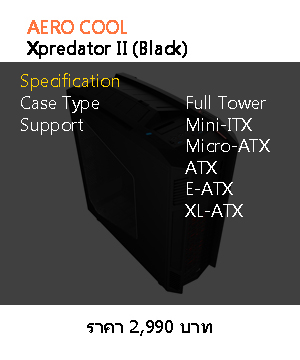 AERO COOL
Xpredator II (Black)
Specification
Case Type Full Tower
Support Mini-ITX
Micro-ATX
ATX
E-ATX
XL-ATX
ราคา 2,990 บาท